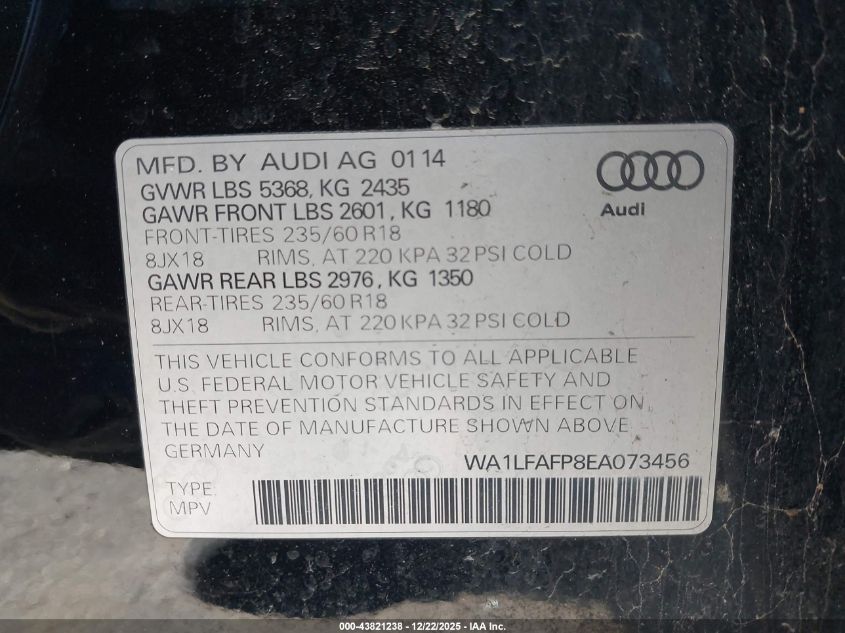 MFD. BY AUDI AG 01 14
GVWR LBS 5368, KG 2435
GAWR FRONT LBS 2601, KG 1180
FRONT-TIRES 235/60 R18
8JX18 RIMS, AT 220 KPA 32 PSI COLD
GAWR REAR LBS 2976, KG 1350
REAR-TIRES 235/60 R18
8JX18 RIMS, AT 220 KPA 32 PSI COLD
Audi
THIS VEHICLE CONFORMS TO ALL APPLICABLE
U.S. FEDERAL MOTOR VEHICLE SAFETY AND
THEFT PREVENTION STANDARDS IN EFFECT ON
THE DATE OF MANUFACTURE SHOWN ABOVE
GERMANY
WA1LFAFP8EA073456
TYPE:
MPV
000-43821238 - 12/22/2025 - IAA Inc.